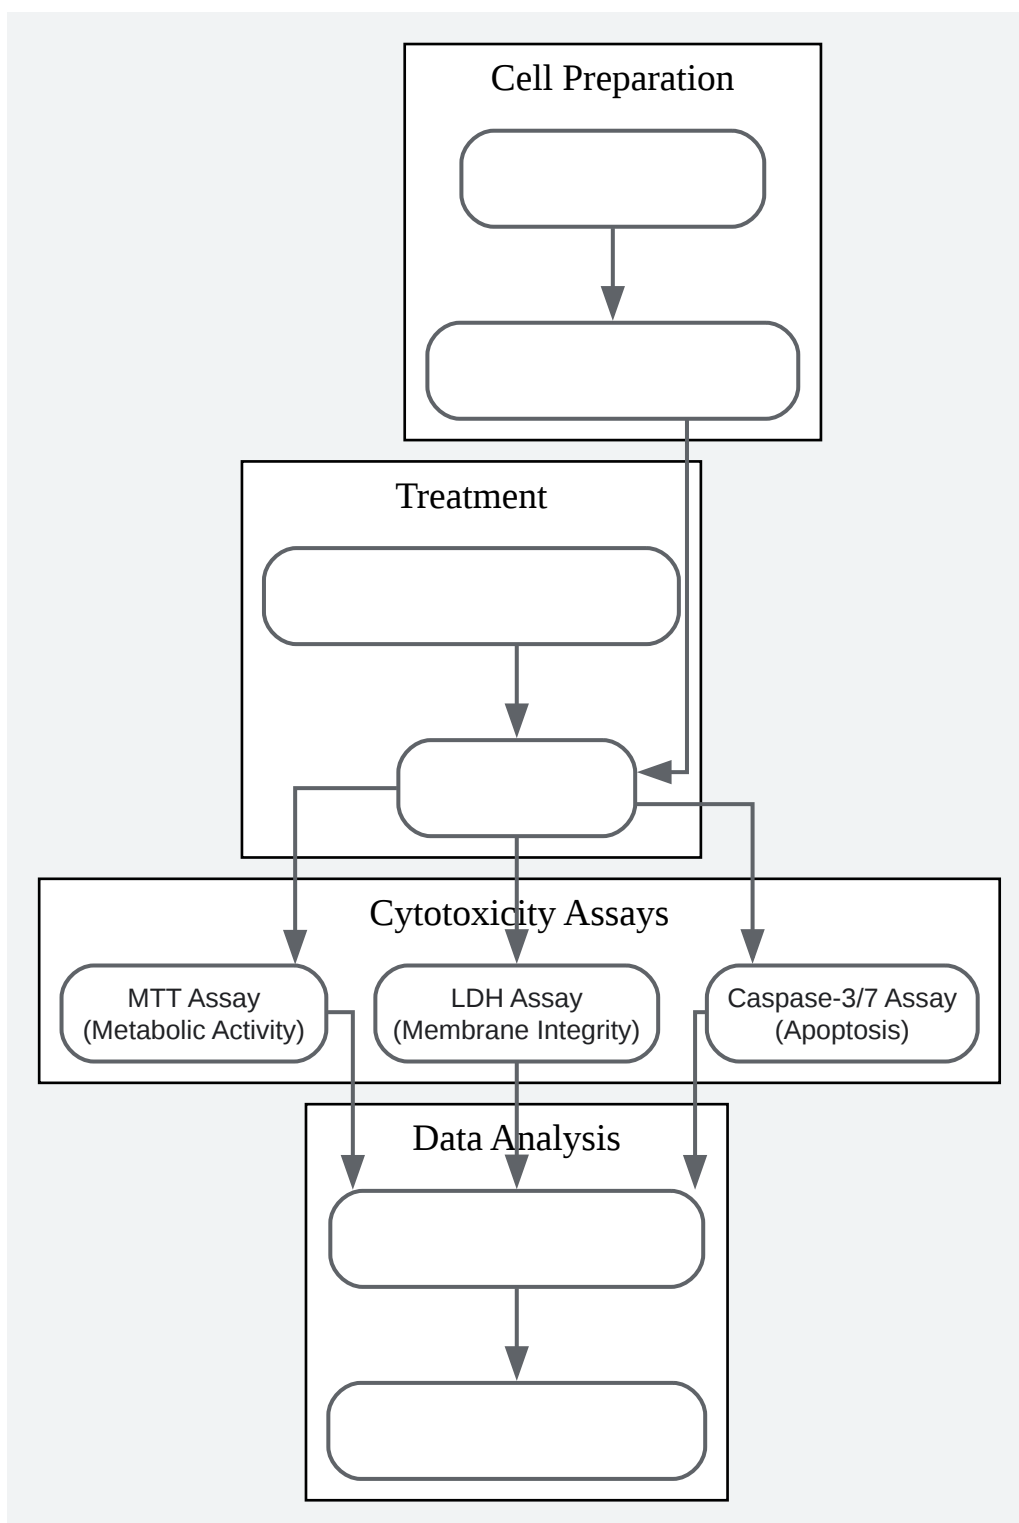 Cell Preparation
Treatment
Cytotoxicity Assays
MTT Assay
(Metabolic Activity)
LDH Assay
(Membrane Integrity)
Caspase-3/7 Assay
(Apoptosis)
Data Analysis